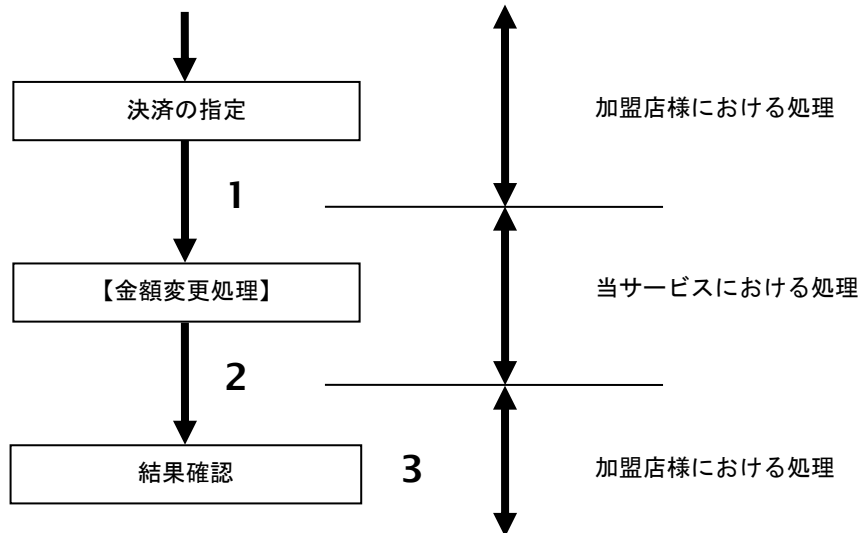 決済の指定
加盟店様における処理
1
【金額変更処理】
当サービスにおける処理
2
結果確認
3
加盟店様における処理